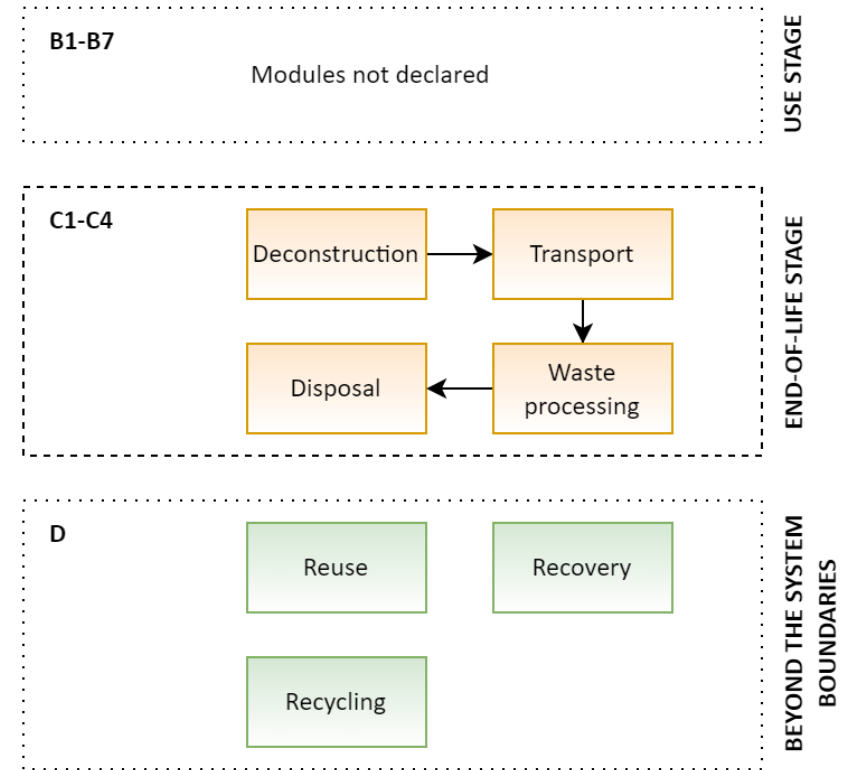 B1-B7
Modules not declared
USE STAGE
C1-C4
Deconstruction
Transport
Disposal
Waste
processing
END-OF-LIFE STAGE
D
Reuse
Recovery
Recycling
BEYOND THE SYSTEM
BOUNDARIES